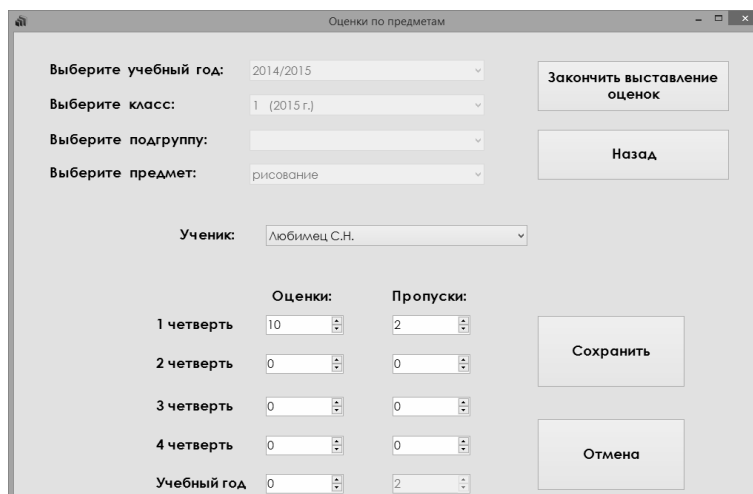 Оценки по предметам
Выберите учебный год: 2014/2015
Закончить выставление
оценок
Выберите класс: 1 (2015 г.)
Выберите подгруппу:
Назад
Выберите предмет: рисование
Ученик: Любимец С.Н.
Оценки: Пропуски:
1 четверть 10 2
Сохранить
2 четверть 0 0
3 четверть 0 0
4 четверть 0 0
Отмена
Учебный год 0 2